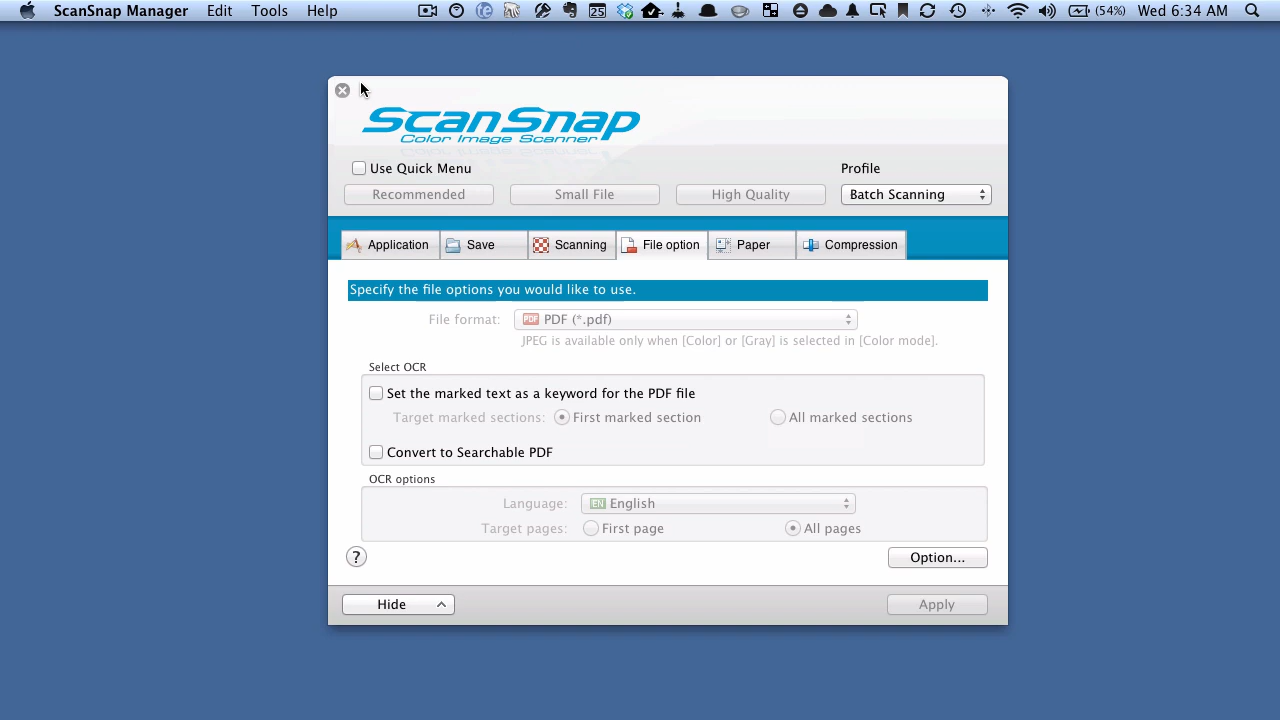 ScanSnap Manager Edit Tools Help 25 (54%) Wed 6:34 AM
ScanSnap
Color Image Scanner
Use Quick Menu Profile
Recommended Small File High Quality Batch Scanning
Application Save Scanning File option Paper Compression
Specify the file options you would like to use.
File format: PDF PDF (*.pdf)
JPEG is available only when [Color] or [Gray] is selected in [Color mode].
Select OCR
Set the marked text as a keyword for the PDF file
Target marked sections: First marked section All marked sections
Convert to Searchable PDF
OCR options
Language: EN English
Target pages: First page All pages
? Option...
Hide Apply